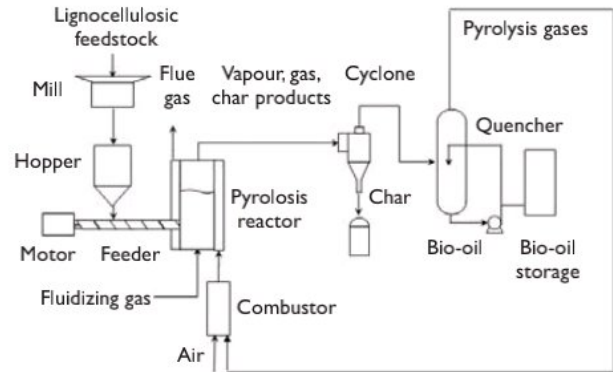 Lignocellulosic
feedstock
Mill
Flue
gas
Vapour, gas,
char products
Cyclone
Pyrolysis gases
Quencher
Hopper
Pyrolosis
reactor
Char
Motor
Feeder
Bio-oil
Bio-oil
storage
Fluidizing gas
Combustor
Air